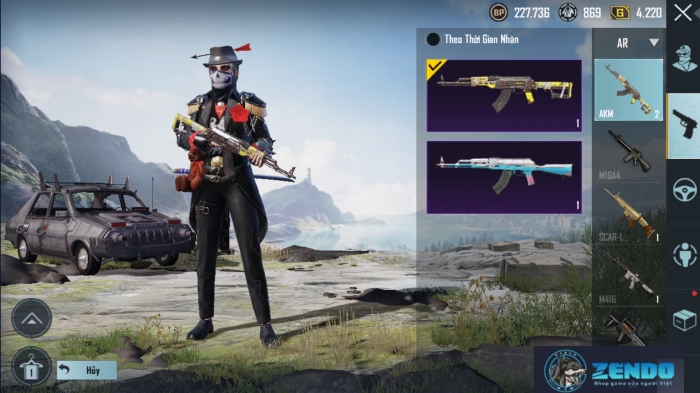 BP 227.736 869 G 4.220
Theo Thời Gian Nhận
AR
1
AKM 2
1
M16A4
SCAR-L 1
M416 1
1
Hủy
ZENDO
Shop game của người Việt